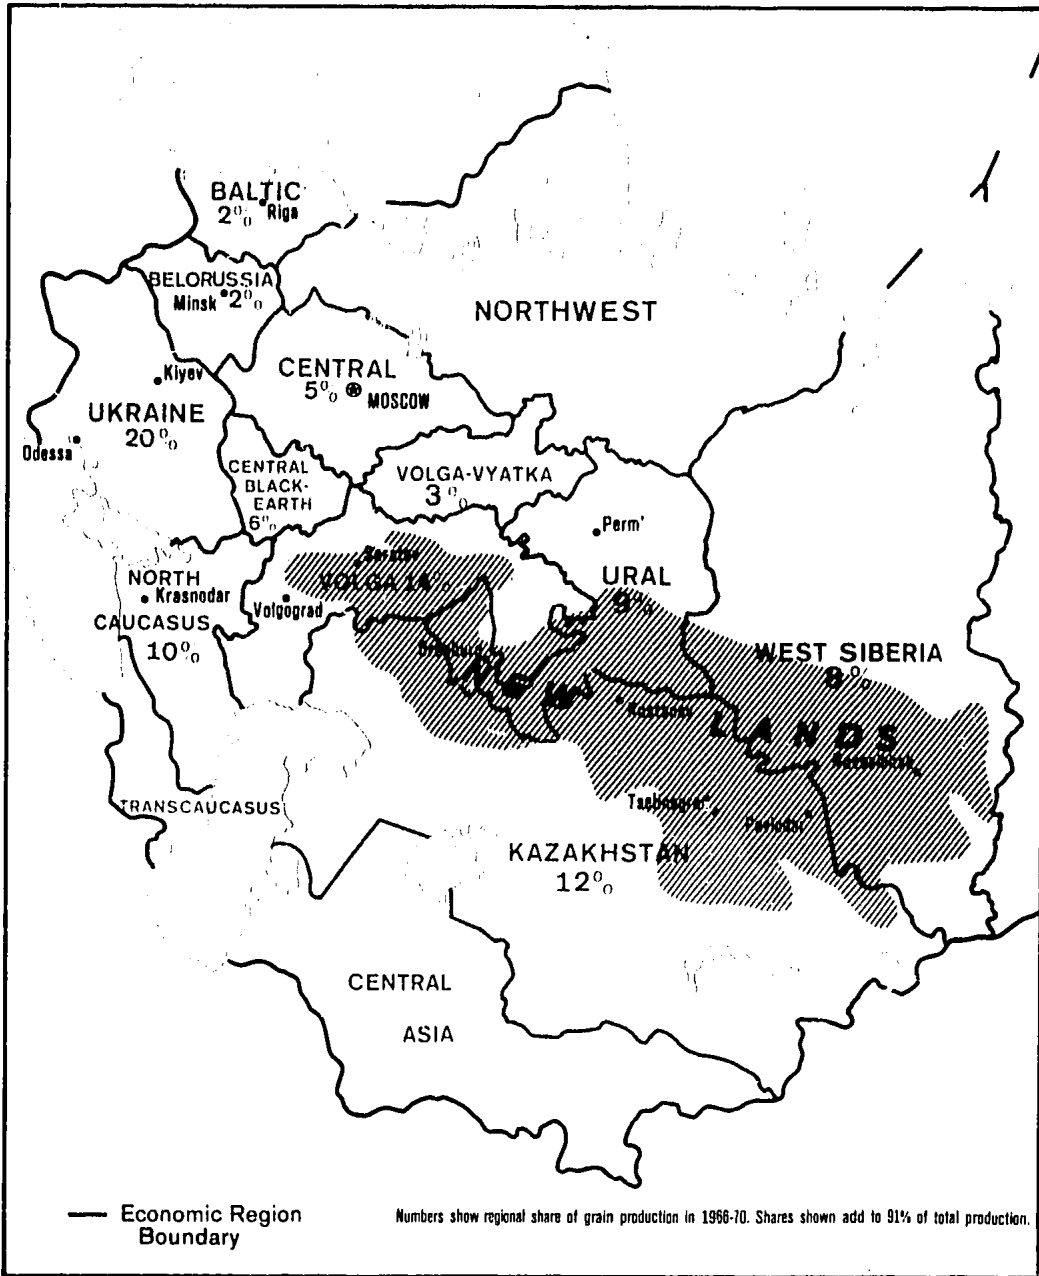 BALTIC
2%
Riga
BELORUSSIA
Minsk 2%
NORTHWEST
CENTRAL
5%
MOSCOW
Kiyev
UKRAINE
20%
Odessa
CENTRAL
BLACK-
EARTH
6%
VOLGA-VYATKA
3%
Perm'
Saratov
VOLGA 14%
URAL
9%
NORTH
Krasnodar
CAUCASUS
10%
Volgograd
WEST SIBERIA
8%
NEW LANDS
TRANSCAUCASUS
Pavlodar
KAZAKHSTAN
12%
CENTRAL
ASIA
Economic Region
Boundary
Numbers show regional share of grain production in 1966-70. Shares shown add to 91% of total production.